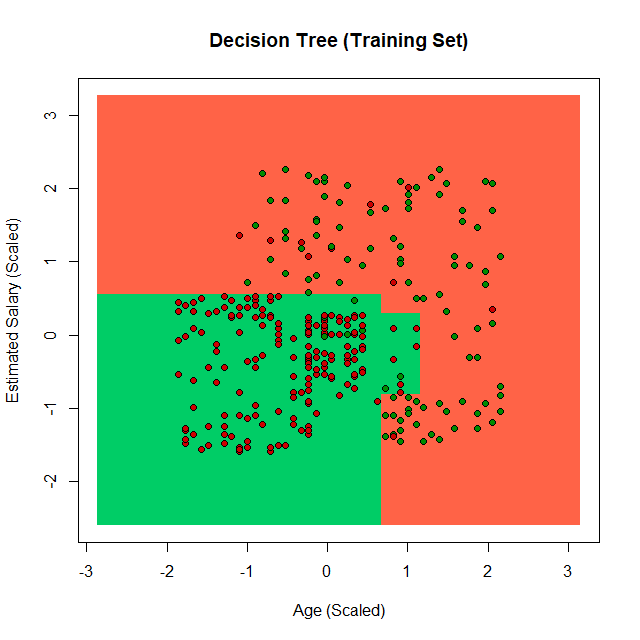 Decision Tree (Training Set)
3
2
1
0
-1
-2
Estimated Salary (Scaled)
-3 -2 -1 0 1 2 3
Age (Scaled)